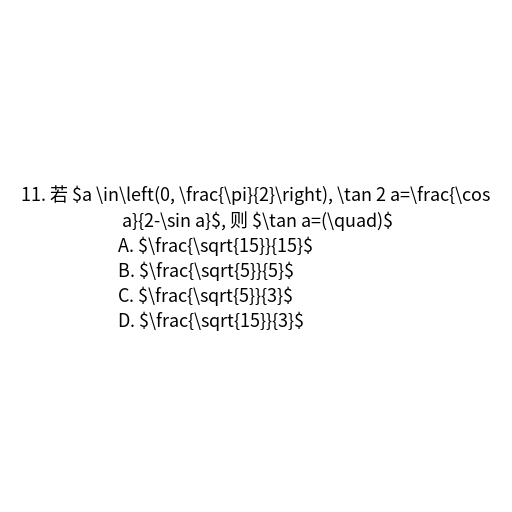 11. 若 $a \in\left(0, \frac{\pi}{2}\right), \tan 2 a=\frac{\cos
a}{2-\sin a}$, 则 $\tan a=(\quad)$
A. $\frac{\sqrt{15}}{15}$
B. $\frac{\sqrt{5}}{5}$
C. $\frac{\sqrt{5}}{3}$
D. $\frac{\sqrt{15}}{3}$